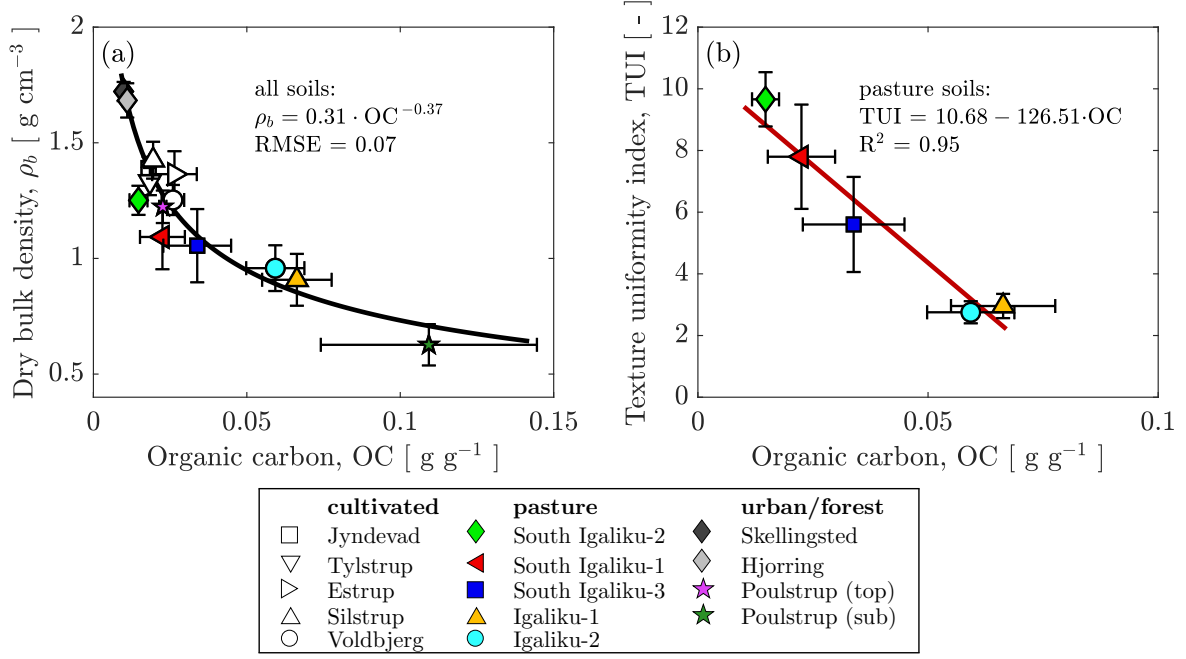 (a)
all soils:
ρ_b = 0.31 · OC^−0.37
RMSE = 0.07
2
1.5
1
0.5
0
0.05
0.1
0.15
Dry bulk density, ρ_b [ g cm^−3 ]
Organic carbon, OC [ g g^−1 ]
(b)
pasture soils:
TUI = 10.68 − 126.51·OC
R^2 = 0.95
12
10
8
6
4
2
0
0
0.05
0.1
Texture uniformity index, TUI [ - ]
Organic carbon, OC [ g g^−1 ]
cultivated
Jyndevad
Tylstrup
Estrup
Silstrup
Voldbjerg
pasture
South Igaliku-2
South Igaliku-1
South Igaliku-3
Igaliku-1
Igaliku-2
urban/forest
Skellingsted
Hjorring
Poulstrup (top)
Poulstrup (sub)